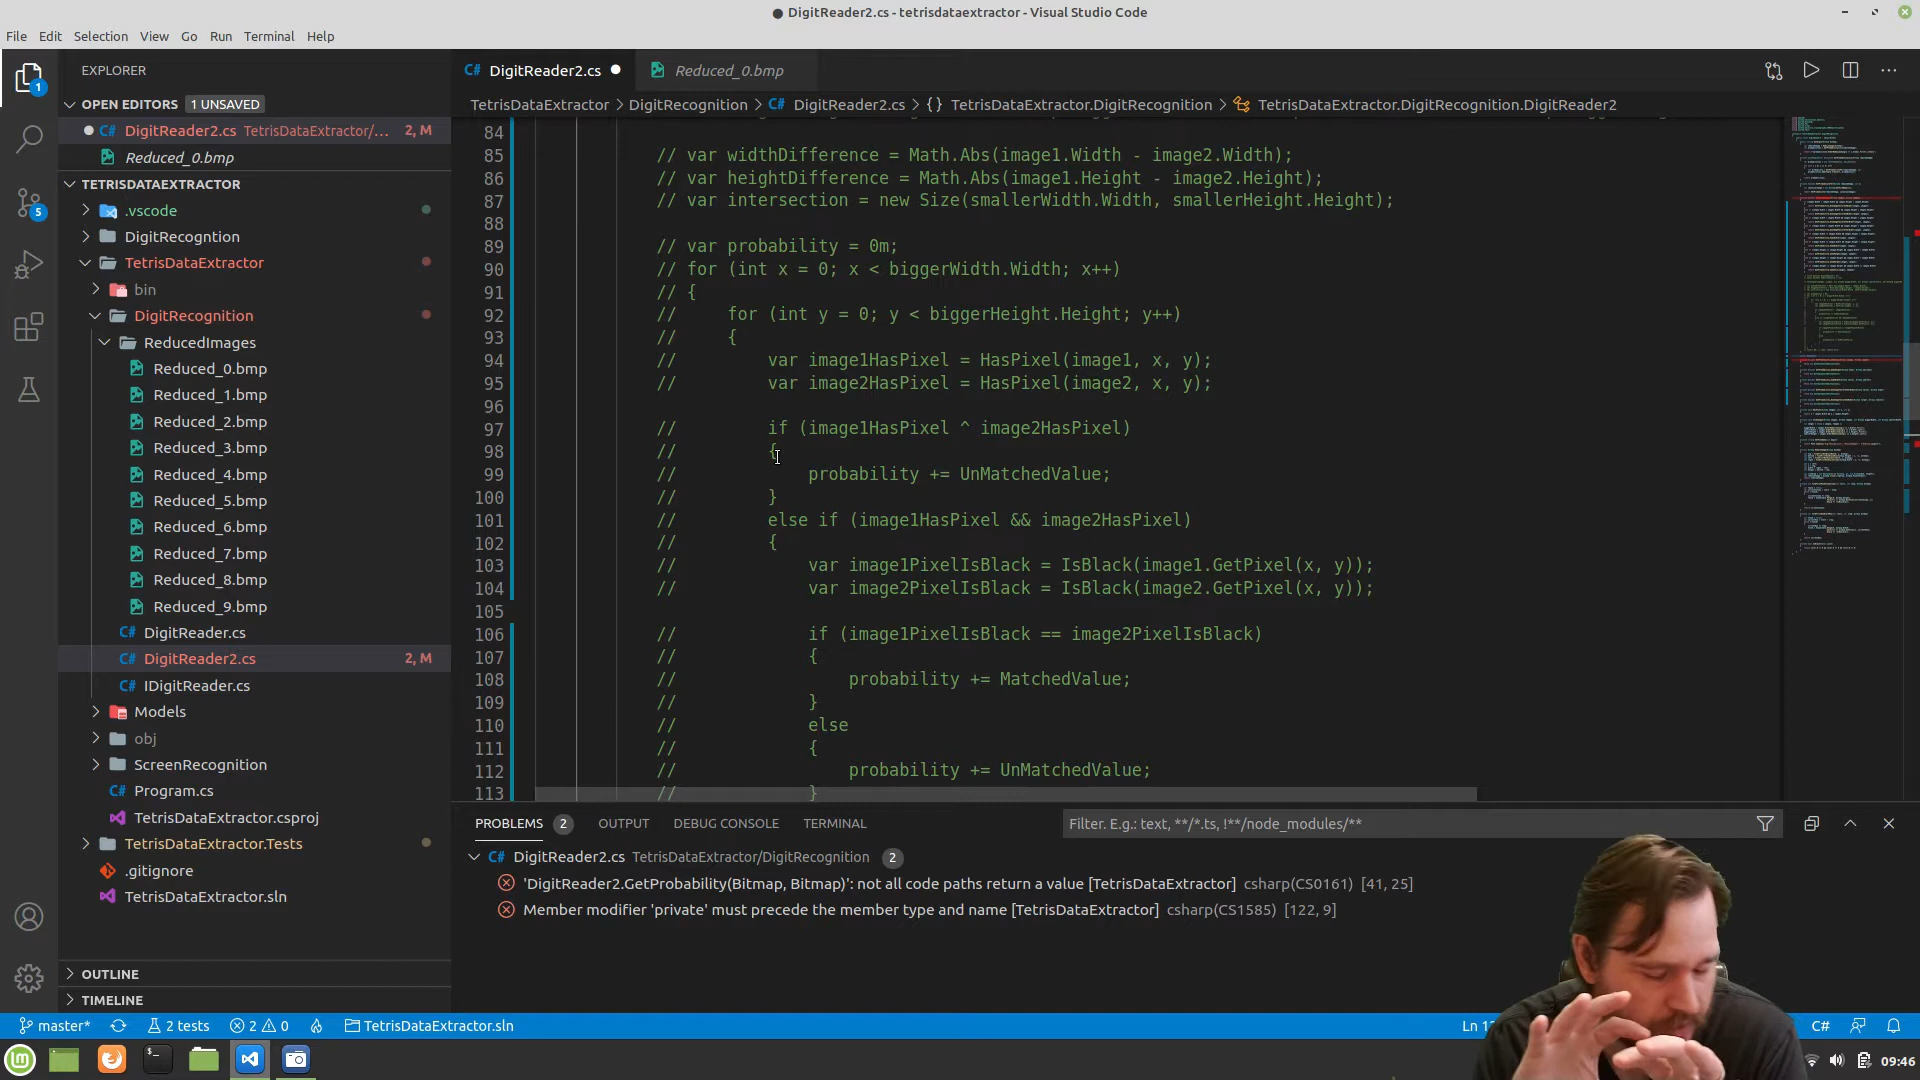 DigitReader2.cs - tetrisdataextractor - Visual Studio Code
File Edit Selection View Go Run Terminal Help
EXPLORER
OPEN EDITORS 1 UNSAVED
DigitReader2.cs TetrisDataExtractor/... 2, M
Reduced_0.bmp
TETRISDATAEXTRACTOR
.vscode
DigitRecogntion
TetrisDataExtractor
bin
DigitRecognition
ReducedImages
Reduced_0.bmp
Reduced_1.bmp
Reduced_2.bmp
Reduced_3.bmp
Reduced_4.bmp
Reduced_5.bmp
Reduced_6.bmp
Reduced_7.bmp
Reduced_8.bmp
Reduced_9.bmp
DigitReader.cs
DigitReader2.cs 2, M
IDigitReader.cs
Models
obj
ScreenRecognition
Program.cs
TetrisDataExtractor.csproj
TetrisDataExtractor.Tests
.gitignore
TetrisDataExtractor.sln
OUTLINE
TIMELINE
1
5
DigitReader2.cs Reduced_0.bmp
TetrisDataExtractor > DigitRecognition > DigitReader2.cs > {} TetrisDataExtractor.DigitRecognition > TetrisDataExtractor.DigitRecognition.DigitReader2
84
85 // var widthDifference = Math.Abs(image1.Width - image2.Width);
86 // var heightDifference = Math.Abs(image1.Height - image2.Height);
87 // var intersection = new Size(smallerWidth.Width, smallerHeight.Height);
88
89 // var probability = 0m;
90 // for (int x = 0; x < biggerWidth.Width; x++)
91 // {
92 // for (int y = 0; y < biggerHeight.Height; y++)
93 // {
94 // var image1HasPixel = HasPixel(image1, x, y);
95 // var image2HasPixel = HasPixel(image2, x, y);
96
97 // if (image1HasPixel ^ image2HasPixel)
98 // {
99 // probability += UnMatchedValue;
100 // }
101 // else if (image1HasPixel && image2HasPixel)
102 // {
103 // var image1PixelIsBlack = IsBlack(image1.GetPixel(x, y));
104 // var image2PixelIsBlack = IsBlack(image2.GetPixel(x, y));
105
106 // if (image1PixelIsBlack == image2PixelIsBlack)
107 // {
108 // probability += MatchedValue;
109 // }
110 // else
111 // {
112 // probability += UnMatchedValue;
113 // }
PROBLEMS 2 OUTPUT DEBUG CONSOLE TERMINAL Filter. E.g.: text, **/*.ts, !**/node_modules/**
DigitReader2.cs TetrisDataExtractor/DigitRecognition 2
'DigitReader2.GetProbability(Bitmap, Bitmap)': not all code paths return a value [TetrisDataExtractor] csharp(CS0161) [41, 25]
Member modifier 'private' must precede the member type and name [TetrisDataExtractor] csharp(CS1585) [122, 9]
master* 2 tests 2 0 TetrisDataExtractor.sln C#
09:46